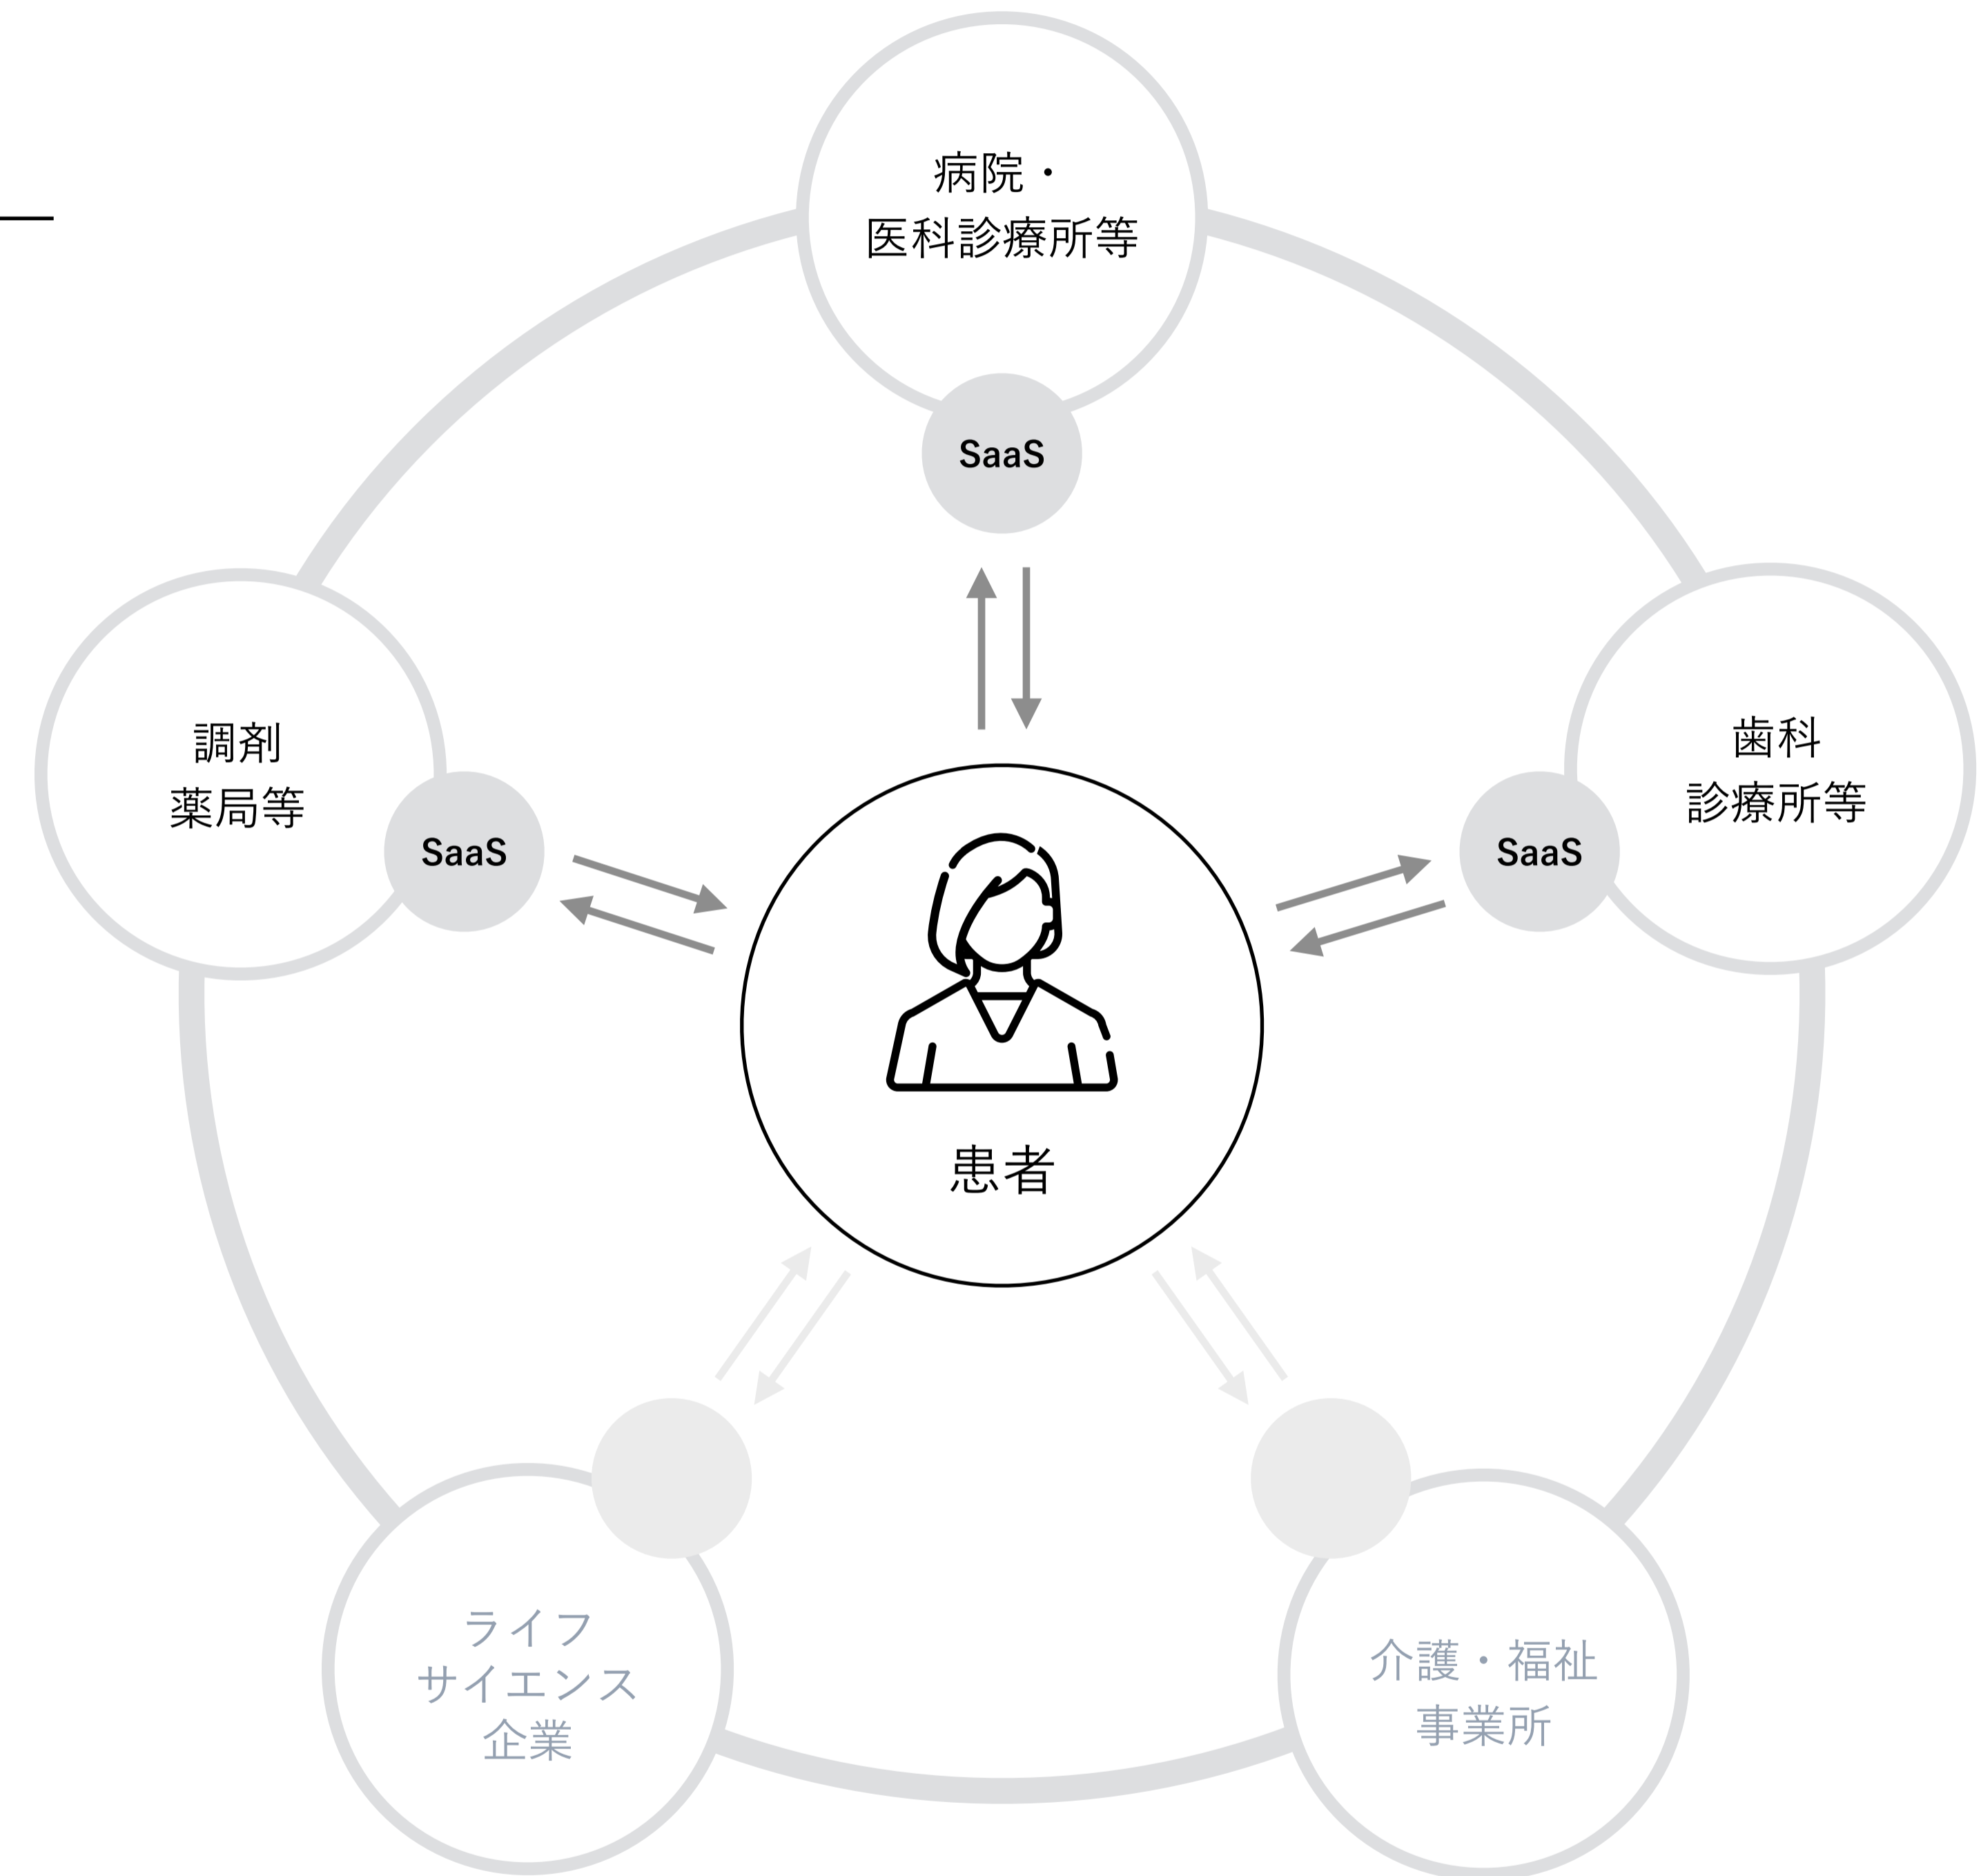 病院・
医科診療所等
SaaS
調剤
薬局等
SaaS
歯科
診療所等
SaaS
患者
ライフ
サイエンス
企業
介護・福祉
事業所